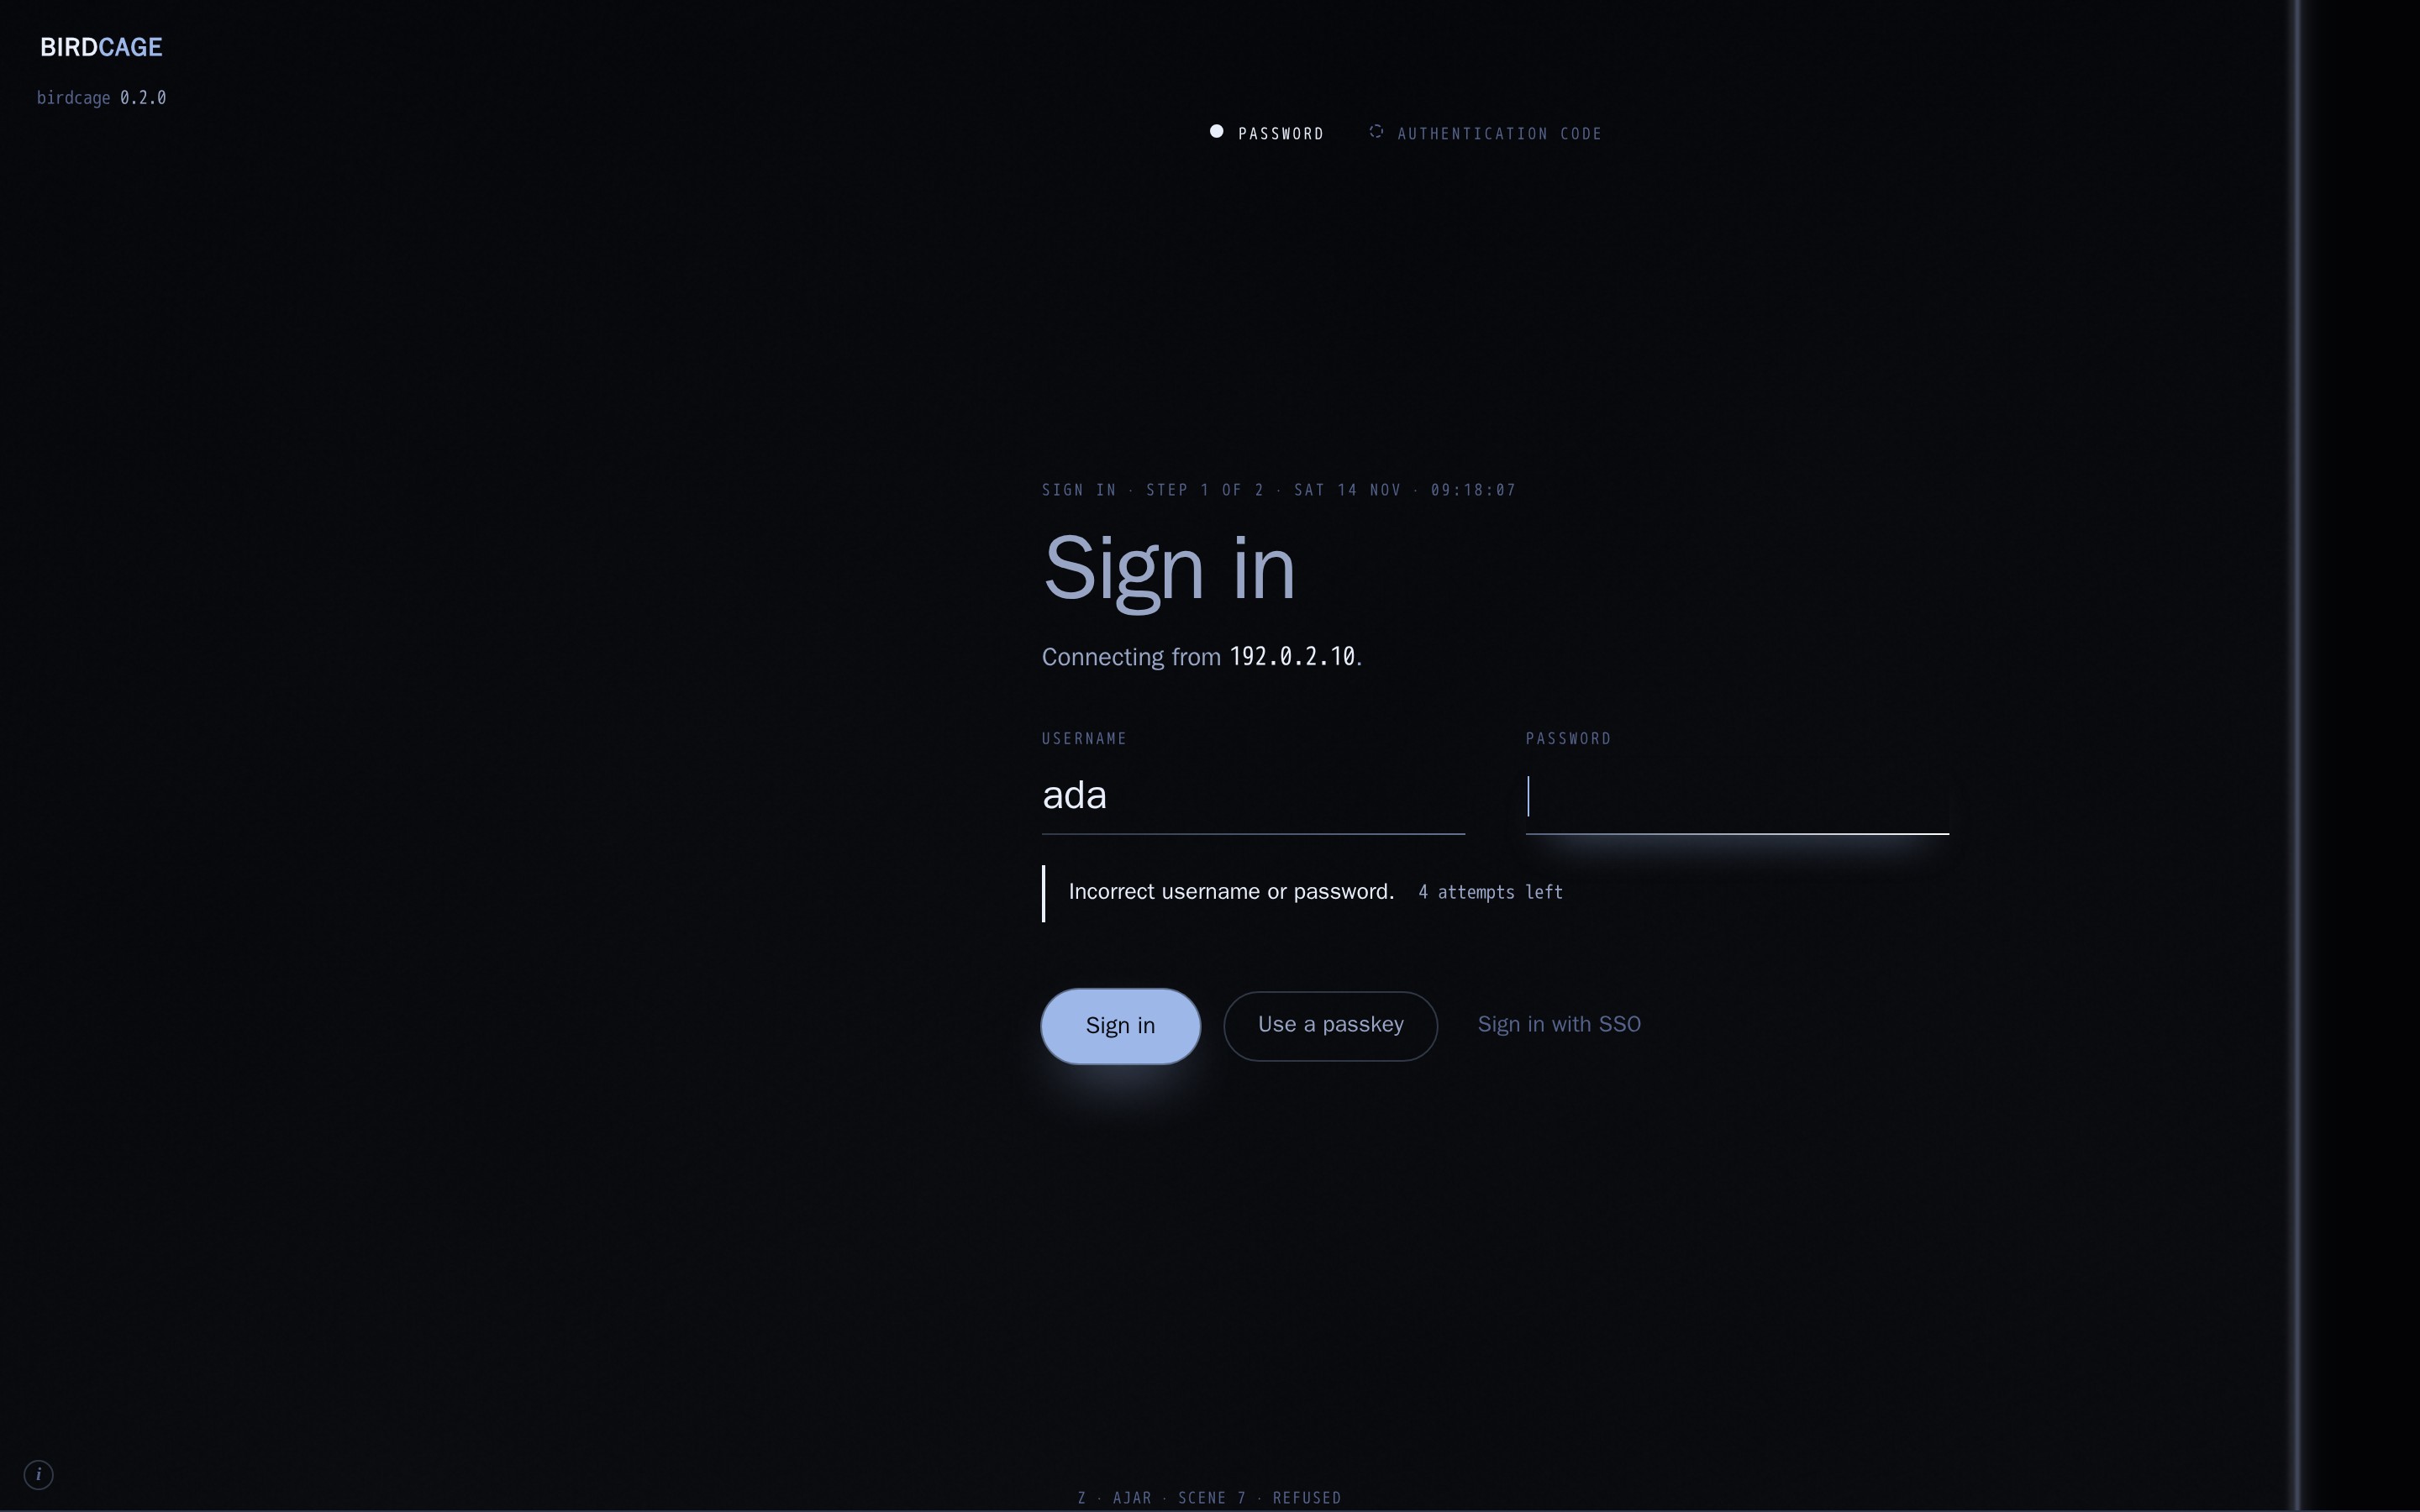 BIRDCAGE
birdcage 0.2.0
PASSWORD AUTHENTICATION CODE
SIGN IN · STEP 1 OF 2 · SAT 14 NOV · 09:18:07
Sign in
Connecting from 192.0.2.10.
USERNAME PASSWORD
ada
Incorrect username or password. 4 attempts left
Sign in Use a passkey Sign in with SSO
i
Z · AJAR · SCENE 7 · REFUSED